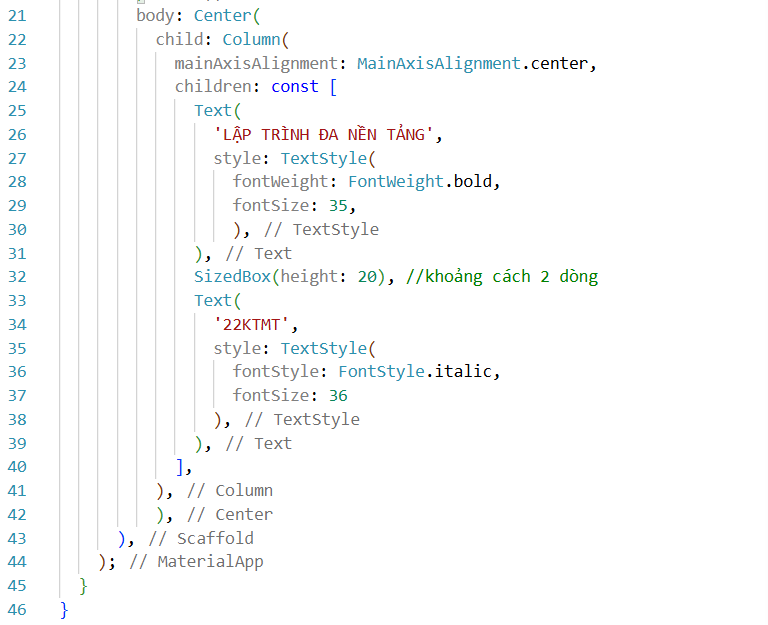 21 body: Center(
22 child: Column(
23 mainAxisAlignment: MainAxisAlignment.center,
24 children: const [
25 Text(
26 'LẬP TRÌNH ĐA NỀN TẢNG',
27 style: TextStyle(
28 fontWeight: FontWeight.bold,
29 fontSize: 35,
30 ), // TextStyle
31 ), // Text
32 SizedBox(height: 20), //khoảng cách 2 dòng
33 Text(
34 '22KTMT',
35 style: TextStyle(
36 fontStyle: FontStyle.italic,
37 fontSize: 36
38 ), // TextStyle
39 ), // Text
40 ],
41 ), // Column
42 ), // Center
43 ), // Scaffold
44 ); // MaterialApp
45 }
46 }